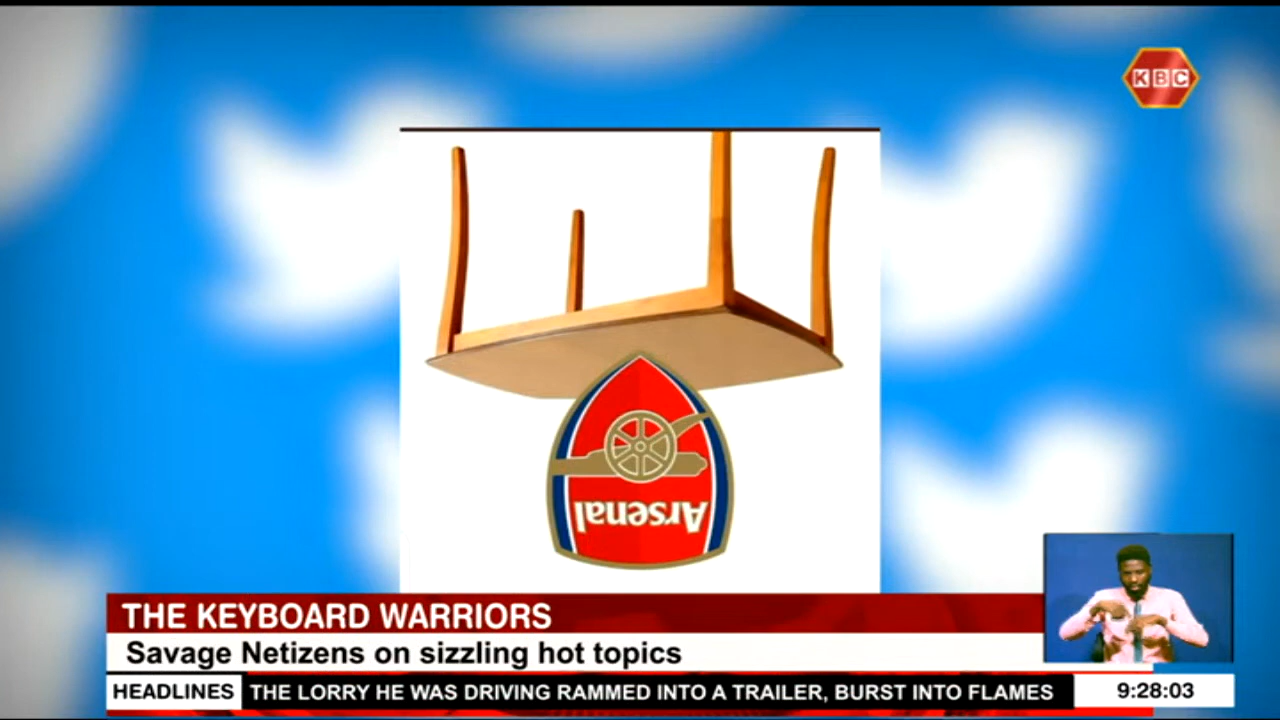 KBC
Arsenal
THE KEYBOARD WARRIORS
Savage Netizens on sizzling hot topics
HEADLINES THE LORRY HE WAS DRIVING RAMMED INTO A TRAILER, BURST INTO FLAMES 9:28:03